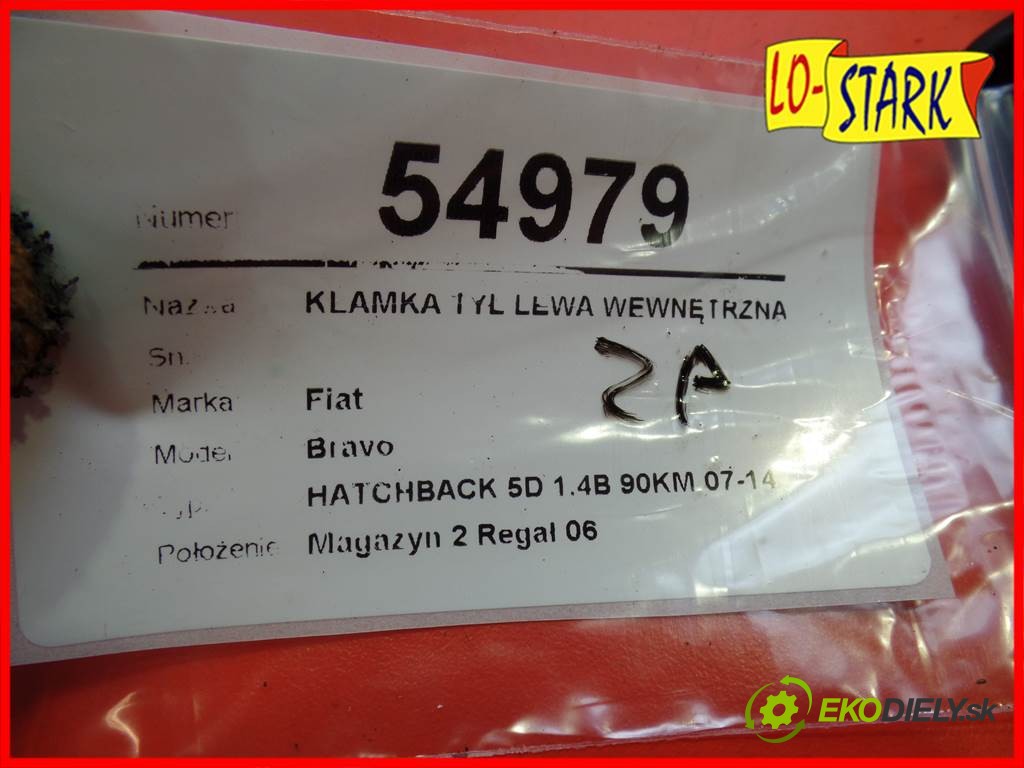 LO-STARK
Numer 54979
Nazwa KLAMKA TYL LEWA WEWNĘTRZNA
Sn.
Marka Fiat
ZP
Model Bravo
HATCHBACK 5D 1.4B 90KM 07-14
Położenie Magazyn 2 Regał 06
EKODIELY.sk